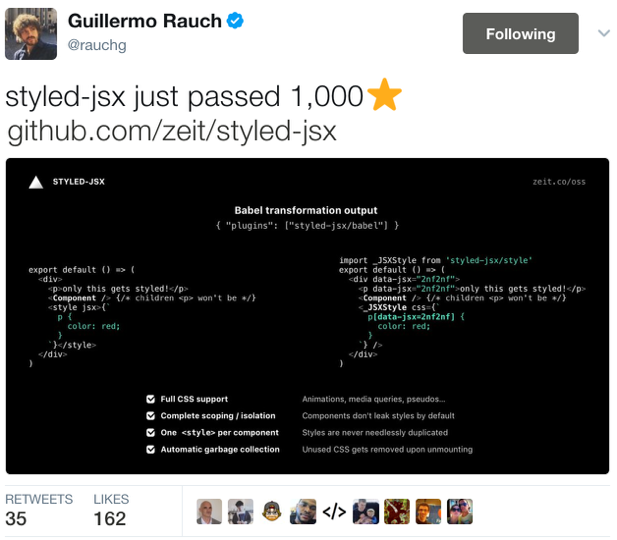 Guillermo Rauch
@rauchg
Following
styled-jsx just passed 1,000⭐
github.com/zeit/styled-jsx
STYLED-JSX
zeit.co/oss
Babel transformation output
{ "plugins": ["styled-jsx/babel"] }
export default () => (
  <div>
    <p>only this gets styled!</p>
    <Component /> {/* children <p> won't be */}
    <style jsx>{`
      p {
        color: red;
      }
    `}</style>
  </div>
)
import _JSXStyle from 'styled-jsx/style'
export default () => (
  <div data-jsx="2nf2nf">
    <p data-jsx="2nf2nf">only this gets styled!</p>
    <Component /> {/* children <p> won't be */}
    <_JSXStyle css={`
      p[data-jsx=2nf2nf] {
        color: red;
      }
    `} />
  </div>
)
Full CSS support Animations, media queries, pseudos...
Complete scoping / isolation Components don't leak styles by default
One <style> per component Styles are never needlessly duplicated
Automatic garbage collection Unused CSS gets removed upon unmounting
RETWEETS LIKES
35 162
</>